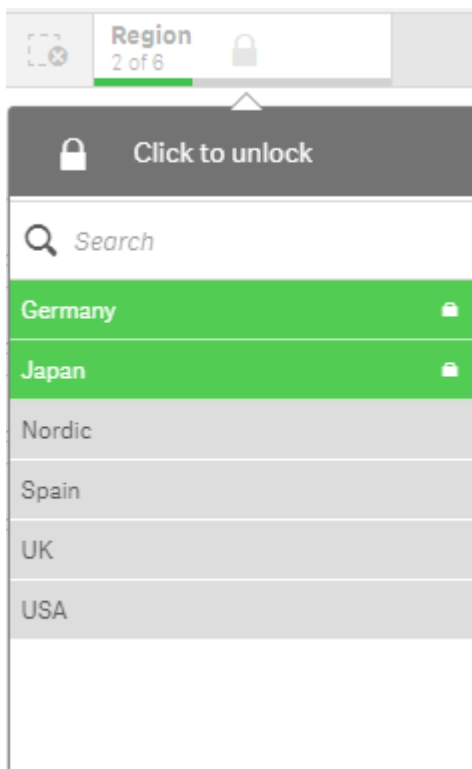 Region
2 of 6
Click to unlock
Search
Germany
Japan
Nordic
Spain
UK
USA